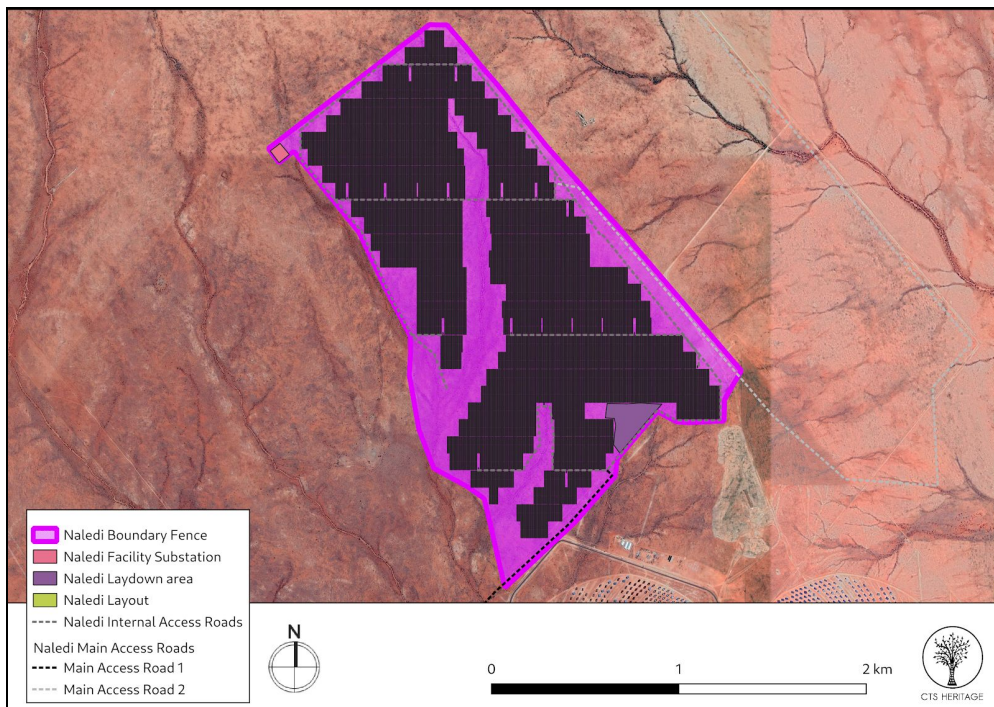 Naledi Boundary Fence
Naledi Facility Substation
Naledi Laydown area
Naledi Layout
Naledi Internal Access Roads
Naledi Main Access Roads
Main Access Road 1
Main Access Road 2
N
0 1 2 km
CTS HERITAGE